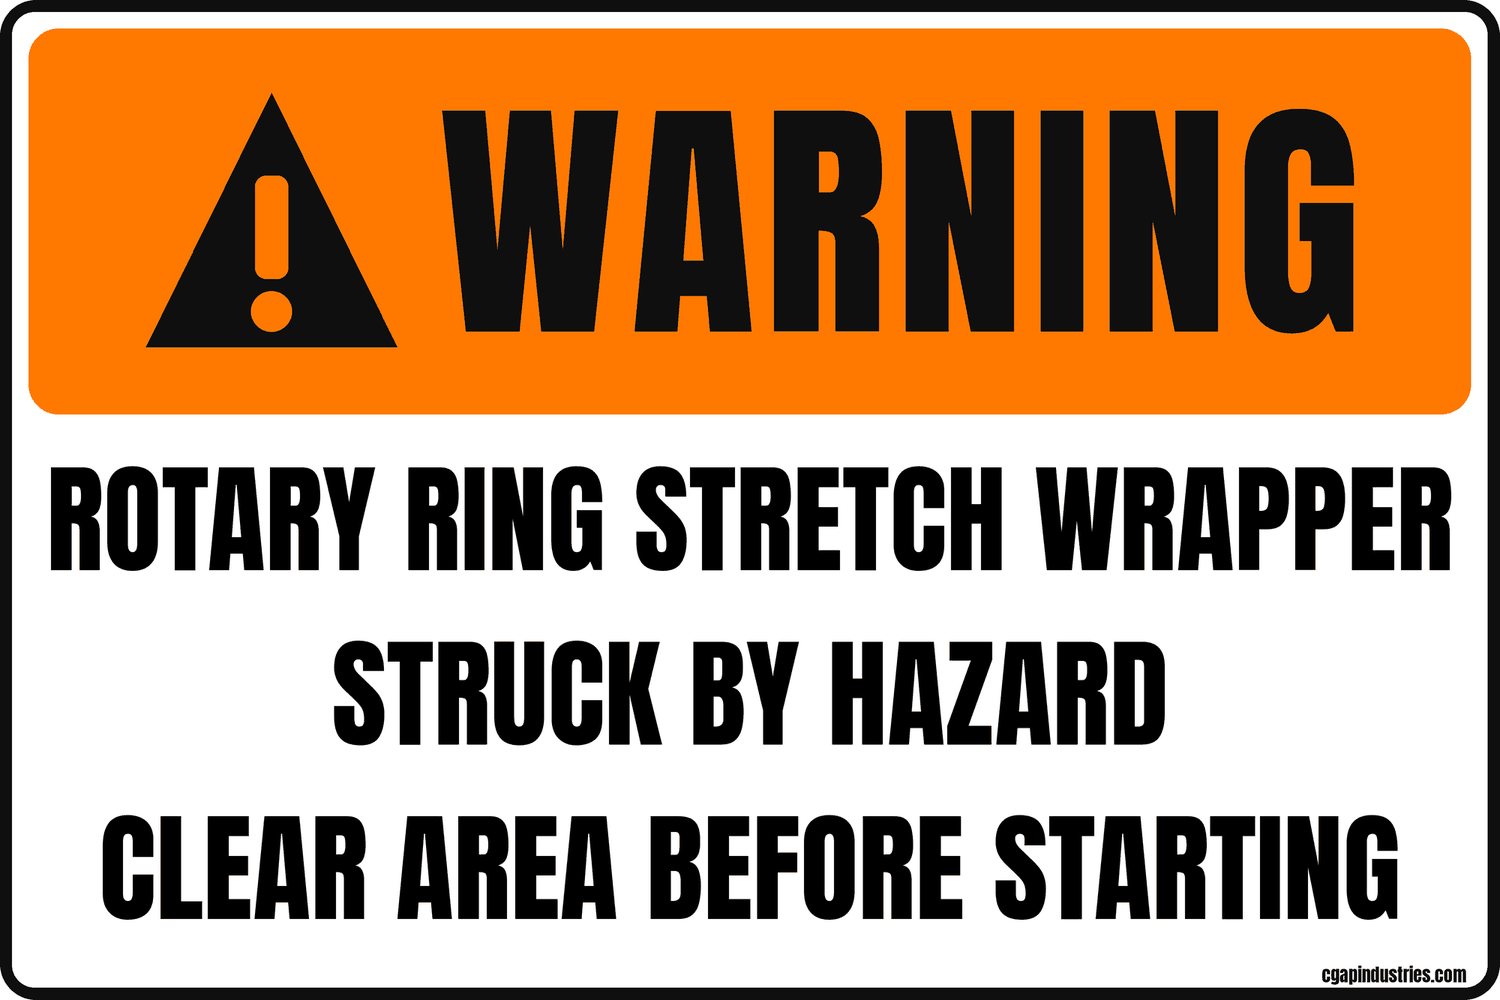 WARNING
ROTARY RING STRETCH WRAPPER
STRUCK BY HAZARD
CLEAR AREA BEFORE STARTING
cgapindustries.com